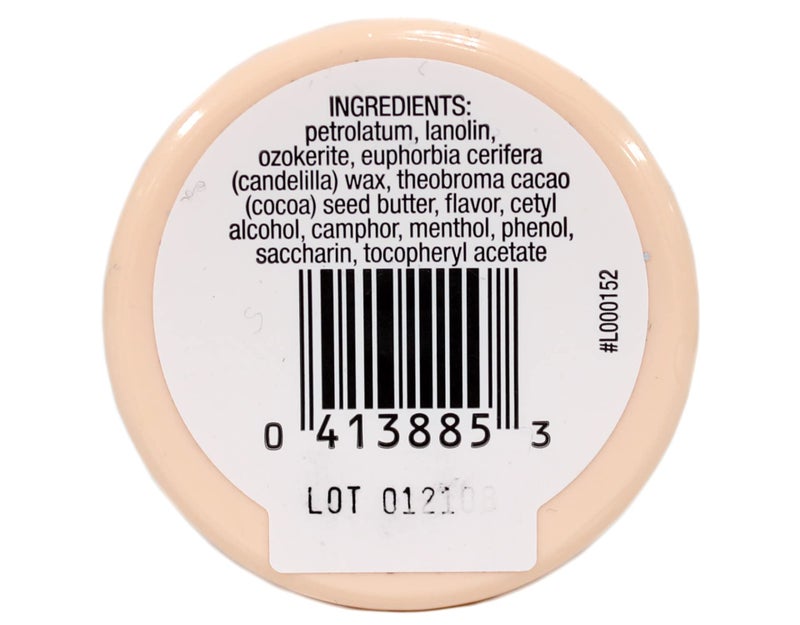 INGREDIENTS:
petrolatum, lanolin,
ozokerite, euphorbia cerifera
(candelilla) wax, theobroma cacao
(cocoa) seed butter, flavor, cetyl
alcohol, camphor, menthol, phenol,
saccharin, tocopheryl acetate
#L000152
0 413885 3
LOT